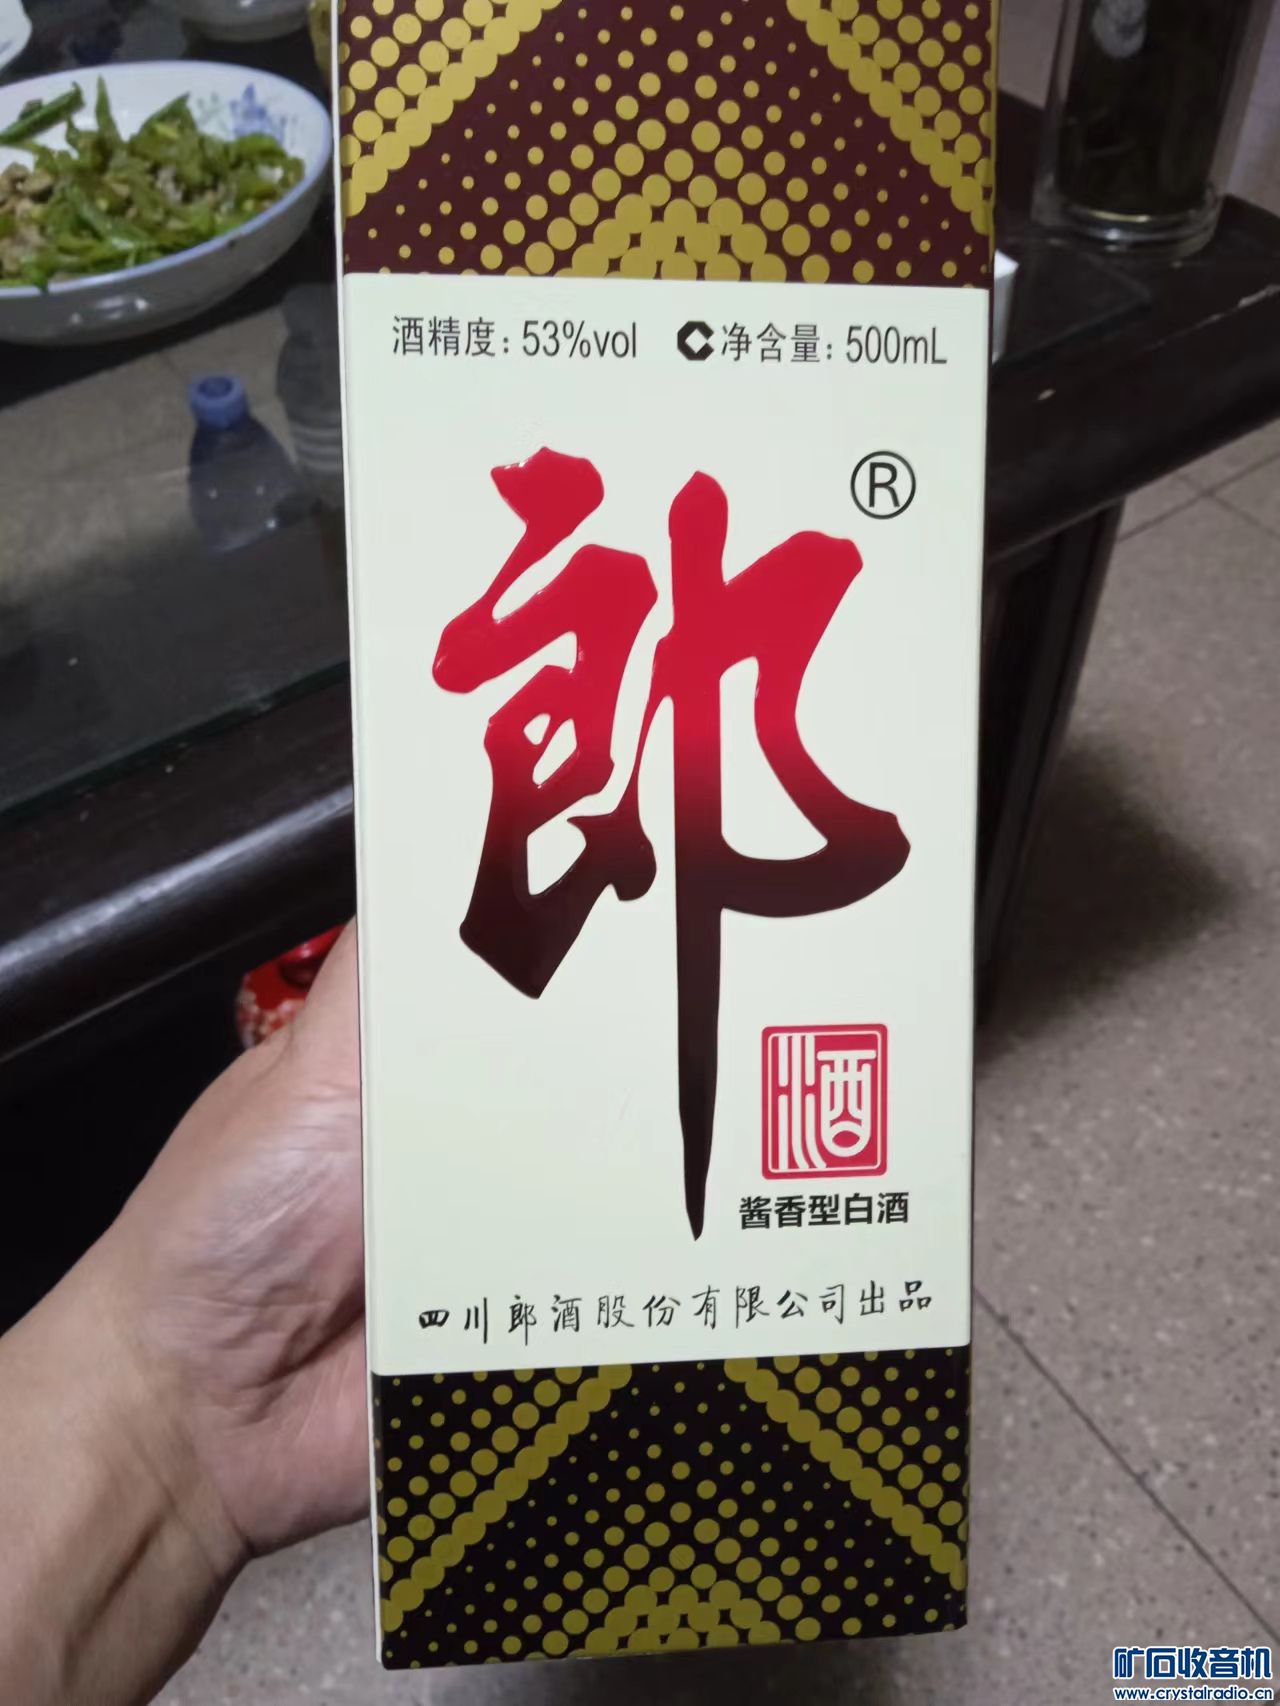 酒精度：53%vol C净含量：500mL
郎®
酒
酱香型白酒
四川郎酒股份有限公司出品
矿石收音机
www.crystalradio.cn